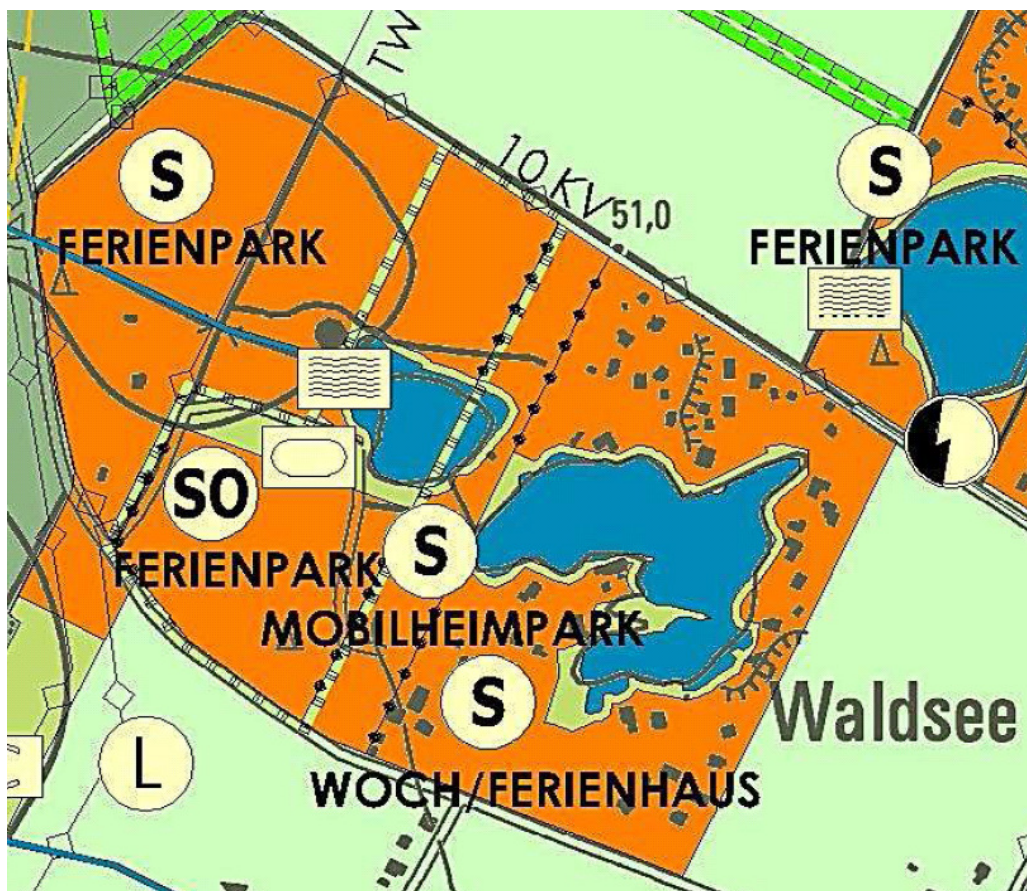 TW
10 KV
51,0
S
FERIENPARK
S
FERIENPARK
SO
FERIENPARK
S
MOBILHEIMPARK
S
WOCH/FERIENHAUS
Waldsee
L